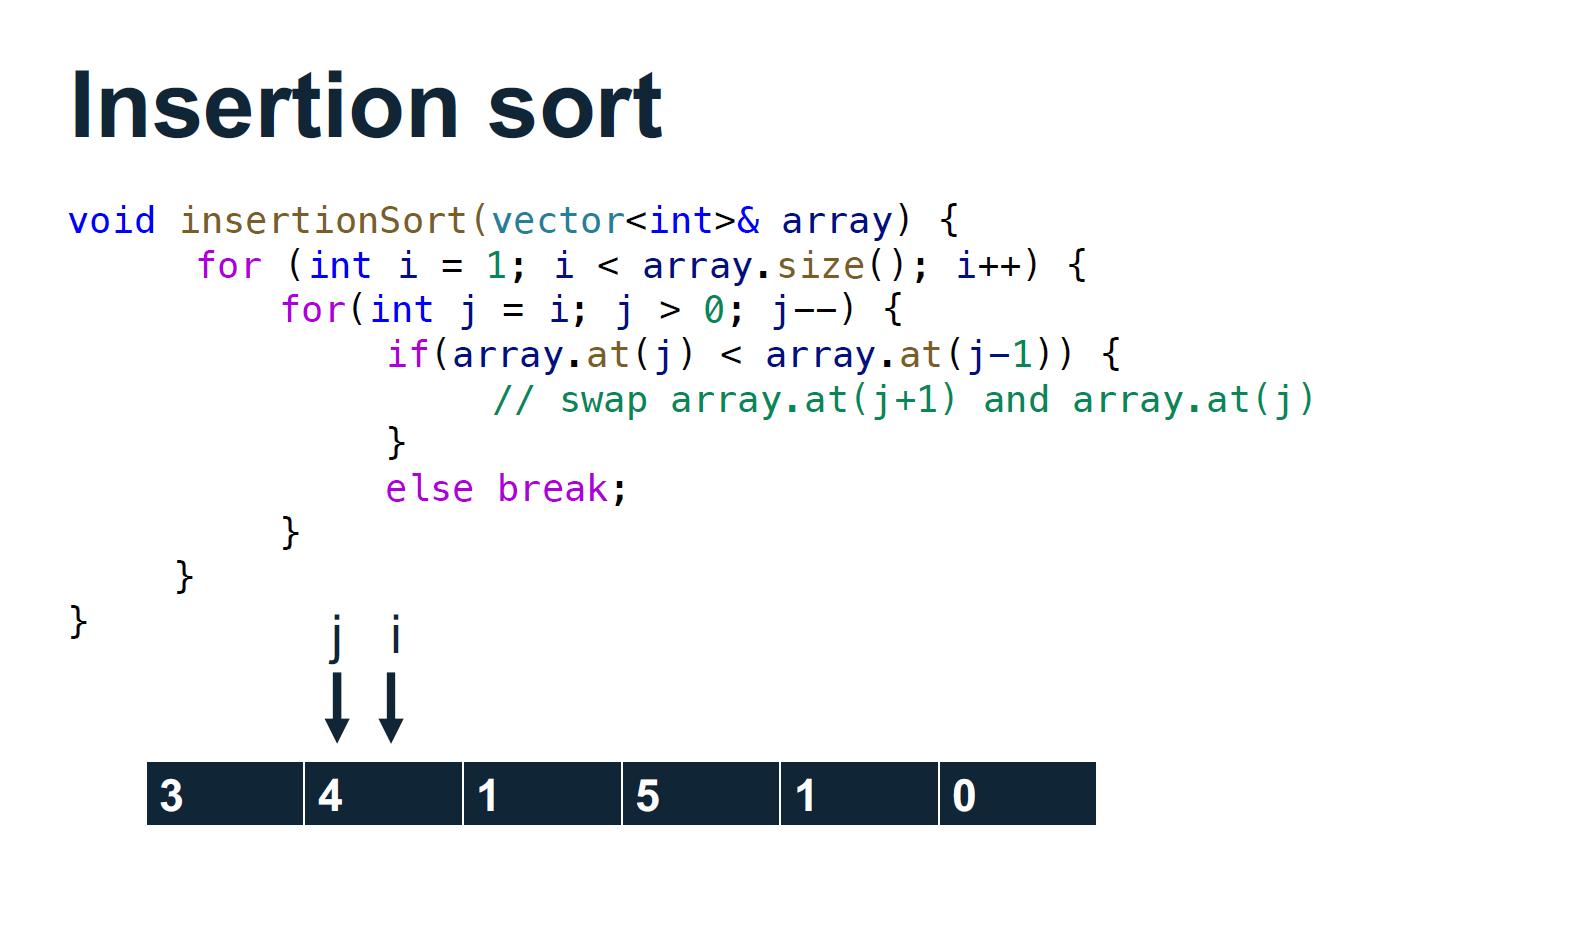 Insertion sort
void insertionSort(vector<int>& array) {
for (int i = 1; i < array.size(); i++) {
for(int j = i; j > 0; j--) {
if(array.at(j) < array.at(j-1)) {
// swap array.at(j+1) and array.at(j)
}
else break;
}
}
}
j i
3 4 1 5 1 0